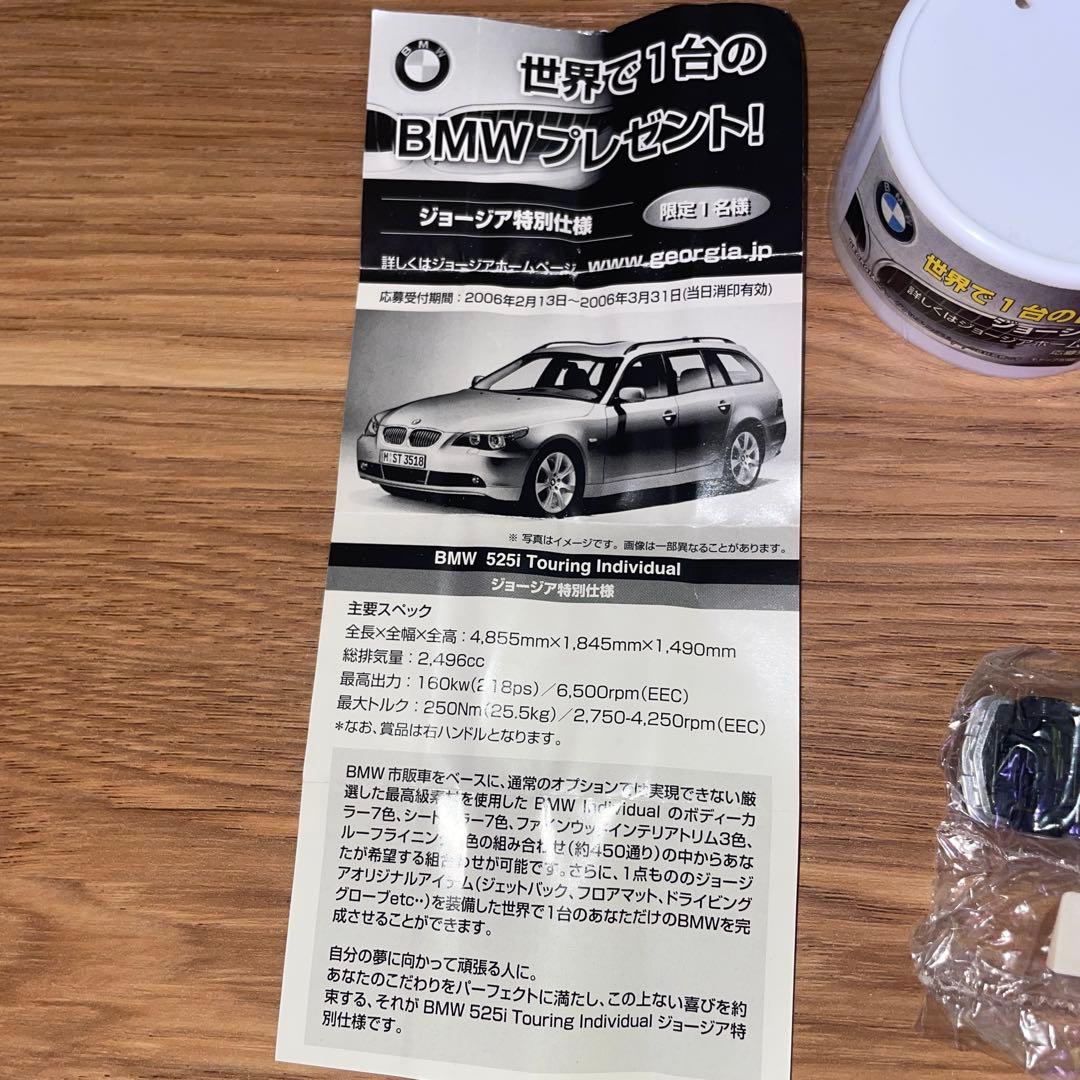 BMW
世界で1台の
BMWプレゼント!
ジョージア特別仕様
限定1名様
詳しくはジョージアホームページ www.georgia.jp
応募受付期間:2006年2月13日~2006年3月31日(当日消印有効)
M ST 3518
※ 写真はイメージです。画像は一部異なることがあります。
BMW 525i Touring Individual
ジョージア特別仕様
主要スペック
全長×全幅×全高:4,855mm×1,845mm×1,490mm
総排気量:2,496cc
最高出力:160kw(218ps)/6,500rpm(EEC)
最大トルク:250Nm(25.5kg)/2,750-4,250rpm(EEC)
*なお、賞品は右ハンドルとなります。
BMW市販車をベースに、通常のオプションでは実現できない厳
選した最高級素材を使用した BMW Individual のボディーカ
ラー7色、シートカラー7色、ファインウッドインテリアトリム3色、
ルーフライニング 色の組み合わせ(約450通り)の中からあな
たが希望する組合わせが可能です。さらに、1点もののジョージ
アオリジナルアイテム(ジェットバック、フロアマット、ドライビング
グローブetc‥)を装備した世界で1台のあなただけのBMWを完
成させることができます。
自分の夢に向かって頑張る人に。
あなたのこだわりをパーフェクトに満たし、この上ない喜びを約
束する、それが BMW 525i Touring Individual ジョージア特
別仕様です。
BMW
世界で1台の
ジョージ
詳しくはジョージアホーム
応募